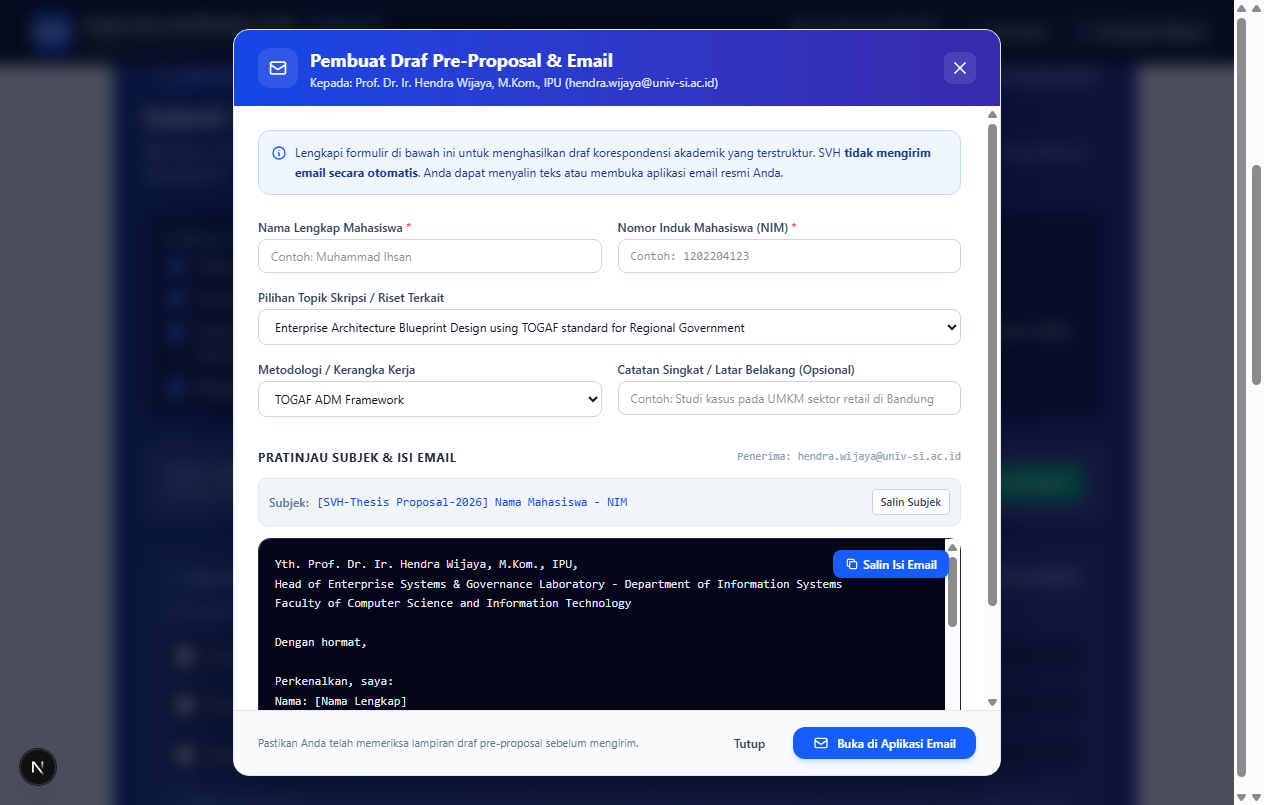 Pembuat Draf Pre-Proposal & Email
Kepada: Prof. Dr. Ir. Hendra Wijaya, M.Kom., IPU (hendra.wijaya@univ-si.ac.id)
Lengkapi formulir di bawah ini untuk menghasilkan draf korespondensi akademik yang terstruktur. SVH tidak mengirim
email secara otomatis. Anda dapat menyalin teks atau membuka aplikasi email resmi Anda.
Nama Lengkap Mahasiswa *
Nomor Induk Mahasiswa (NIM) *
Contoh: Muhammad Ihsan
Contoh: 1202204123
Pilihan Topik Skripsi / Riset Terkait
Enterprise Architecture Blueprint Design using TOGAF standard for Regional Government
Metodologi / Kerangka Kerja
Catatan Singkat / Latar Belakang (Opsional)
TOGAF ADM Framework
Contoh: Studi kasus pada UMKM sektor retail di Bandung
PRATINJAU SUBJEK & ISI EMAIL
Penerima: hendra.wijaya@univ-si.ac.id
Subjek: [SVH-Thesis Proposal-2026] Nama Mahasiswa - NIM
Salin Subjek
Salin Isi Email
Yth. Prof. Dr. Ir. Hendra Wijaya, M.Kom., IPU,
Head of Enterprise Systems & Governance Laboratory - Department of Information Systems
Faculty of Computer Science and Information Technology
Dengan hormat,
Perkenalkan, saya:
Nama: [Nama Lengkap]
Pastikan Anda telah memeriksa lampiran draf pre-proposal sebelum mengirim.
Tutup
Buka di Aplikasi Email
N